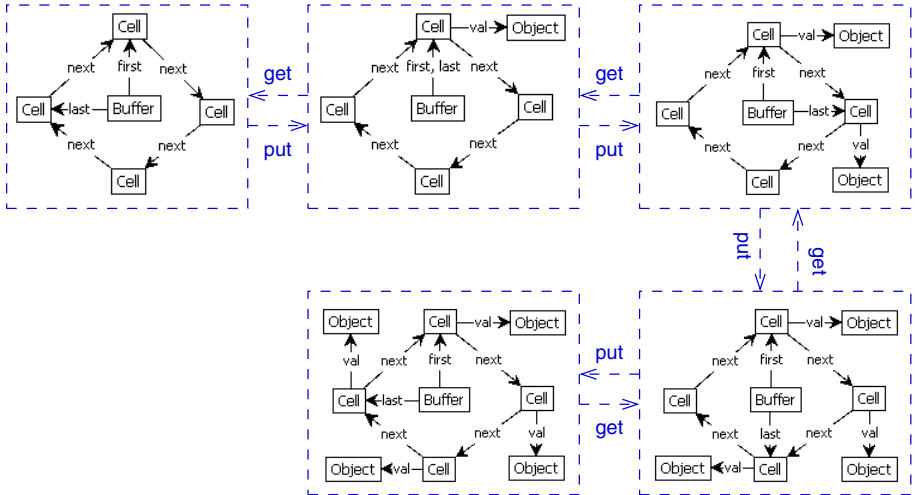 Cell
next
first
next
Cell
last
Buffer
Cell
next
next
Cell
get
put
Cell
val
Object
next
first, last
next
Cell
Buffer
Cell
next
next
Cell
get
put
Cell
val
Object
next
first
next
Cell
Buffer
last
Cell
next
next
val
Cell
Object
put
get
Object
Cell
val
Object
val
next
first
next
Cell
last
Buffer
Cell
next
next
val
Object
val
Cell
Object
put
get
Cell
val
Object
next
first
next
Cell
Buffer
Cell
next
last
next
val
Object
val
Cell
Object